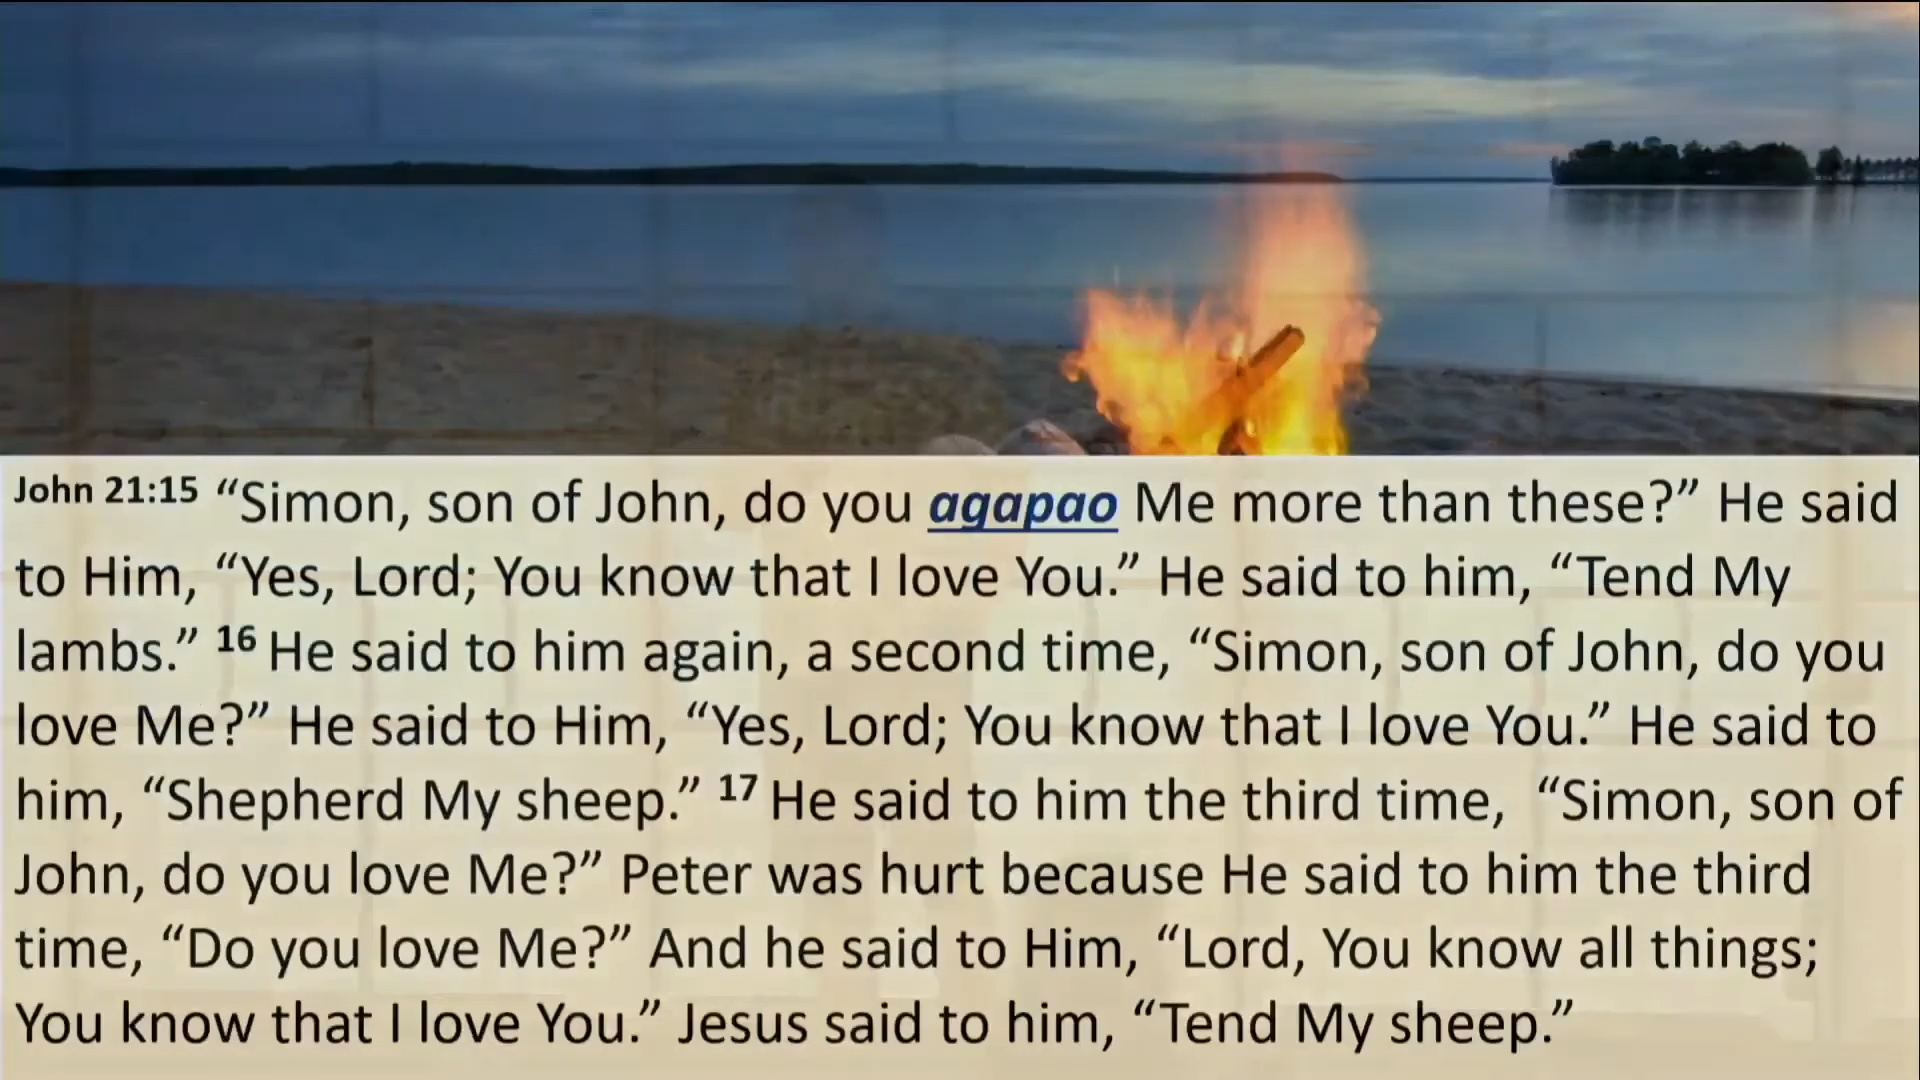 John 21:15 “Simon, son of John, do you agapao Me more than these?” He said
to Him, “Yes, Lord; You know that I love You.” He said to him, “Tend My
lambs.” 16 He said to him again, a second time, “Simon, son of John, do you
love Me?” He said to Him, “Yes, Lord; You know that I love You.” He said to
him, “Shepherd My sheep.” 17 He said to him the third time,  “Simon, son of
John, do you love Me?” Peter was hurt because He said to him the third
time, “Do you love Me?” And he said to Him, “Lord, You know all things;
You know that I love You.” Jesus said to him, “Tend My sheep.”